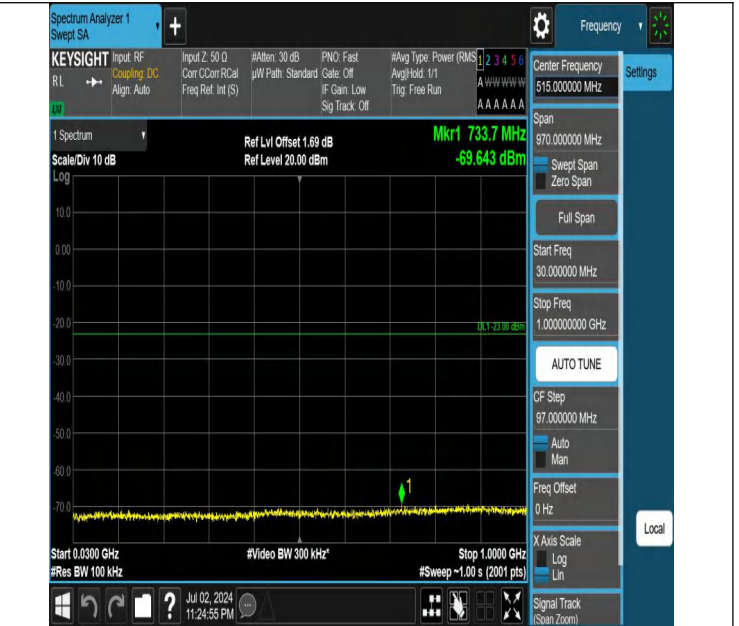 Spectrum Analyzer 1
Swept SA
+
Frequency
KEYSIGHT
RL
LXI
Input: RF
Coupling: DC
Align: Auto
Input Z: 50 Ω
Corr CCorr RCal
Freq Ref: Int (S)
#Atten: 30 dB
µW Path: Standard
PNO: Fast
Gate: Off
IF Gain: Low
Sig Track: Off
#Avg Type: Power (RMS
Avg|Hold: 1/1
Trig: Free Run
1 2 3 4 5 6
A W W W W W
A A A A A A
1 Spectrum
Scale/Div 10 dB
Log
Ref Lvl Offset 1.69 dB
Ref Level 20.00 dBm
Mkr1 733.7 MHz
-69.643 dBm
10.0
0.00
-10.0
-20.0
DL1 -23.00 dBm
-30.0
-40.0
-50.0
-60.0
1
-70.0
Start 0.0300 GHz
#Video BW 300 kHz*
Stop 1.0000 GHz
#Res BW 100 kHz
#Sweep ~1.00 s (2001 pts)
Jul 02, 2024
11:24:55 PM
Center Frequency
515.000000 MHz
Span
970.000000 MHz
Swept Span
Zero Span
Full Span
Start Freq
30.000000 MHz
Stop Freq
1.000000000 GHz
AUTO TUNE
CF Step
97.000000 MHz
Auto
Man
Freq Offset
0 Hz
X Axis Scale
Log
Lin
Signal Track
(Span Zoom)
Settings
Local